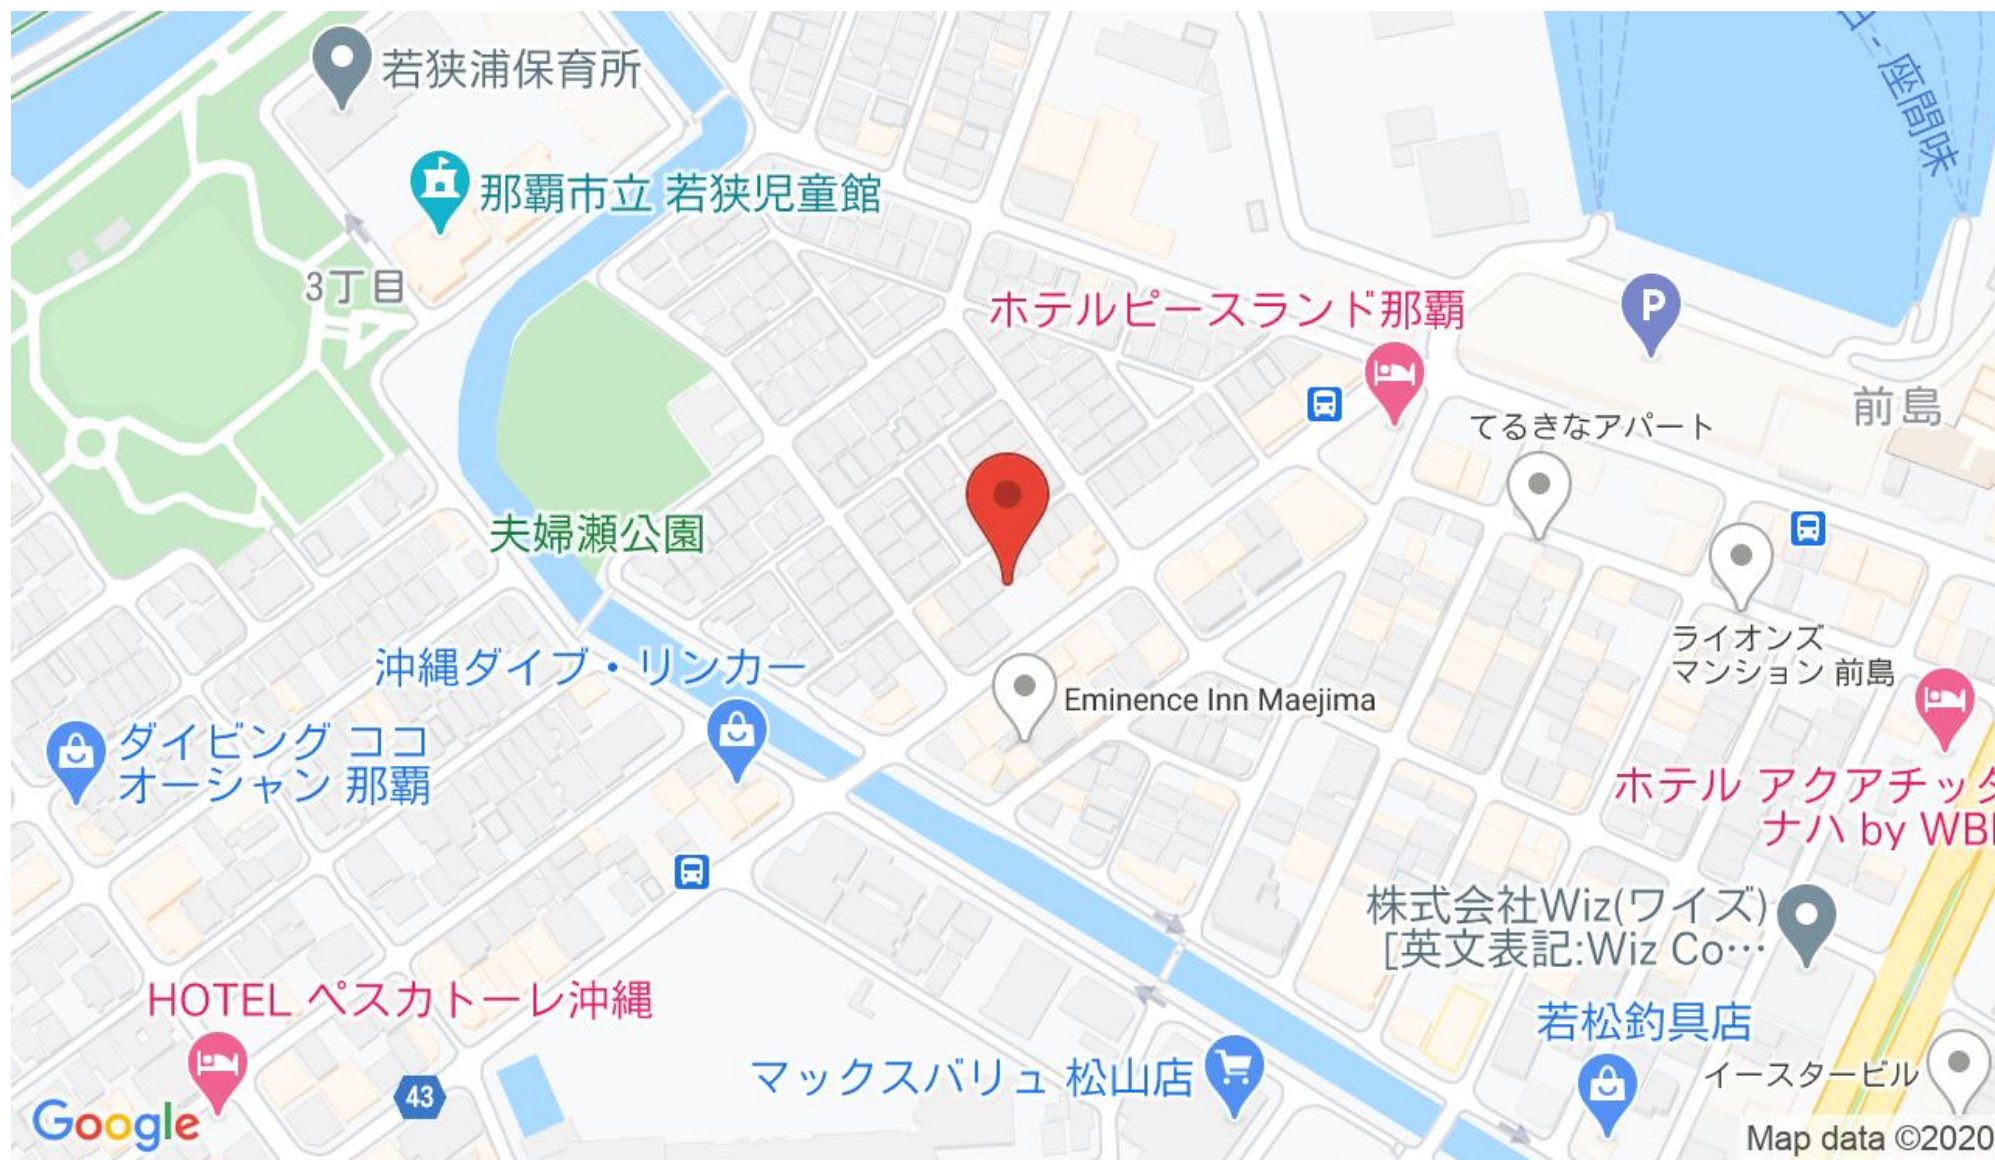 若狭浦保育所
那覇市立 若狭児童館
3丁目
座間味
ホテルピースランド那覇
P
前島
てるきなアパート
夫婦瀬公園
ライオンズ
マンション 前島
沖縄ダイブ・リンカー
Eminence Inn Maejima
ダイビング ココ
オーシャン 那覇
ホテル アクアチッタ
ナハ by WB
株式会社Wiz(ワイズ)
[英文表記:Wiz Co…
HOTEL ペスカトーレ沖縄
若松釣具店
マックスバリュ 松山店
イースタービル
43
Google
Map data ©2020